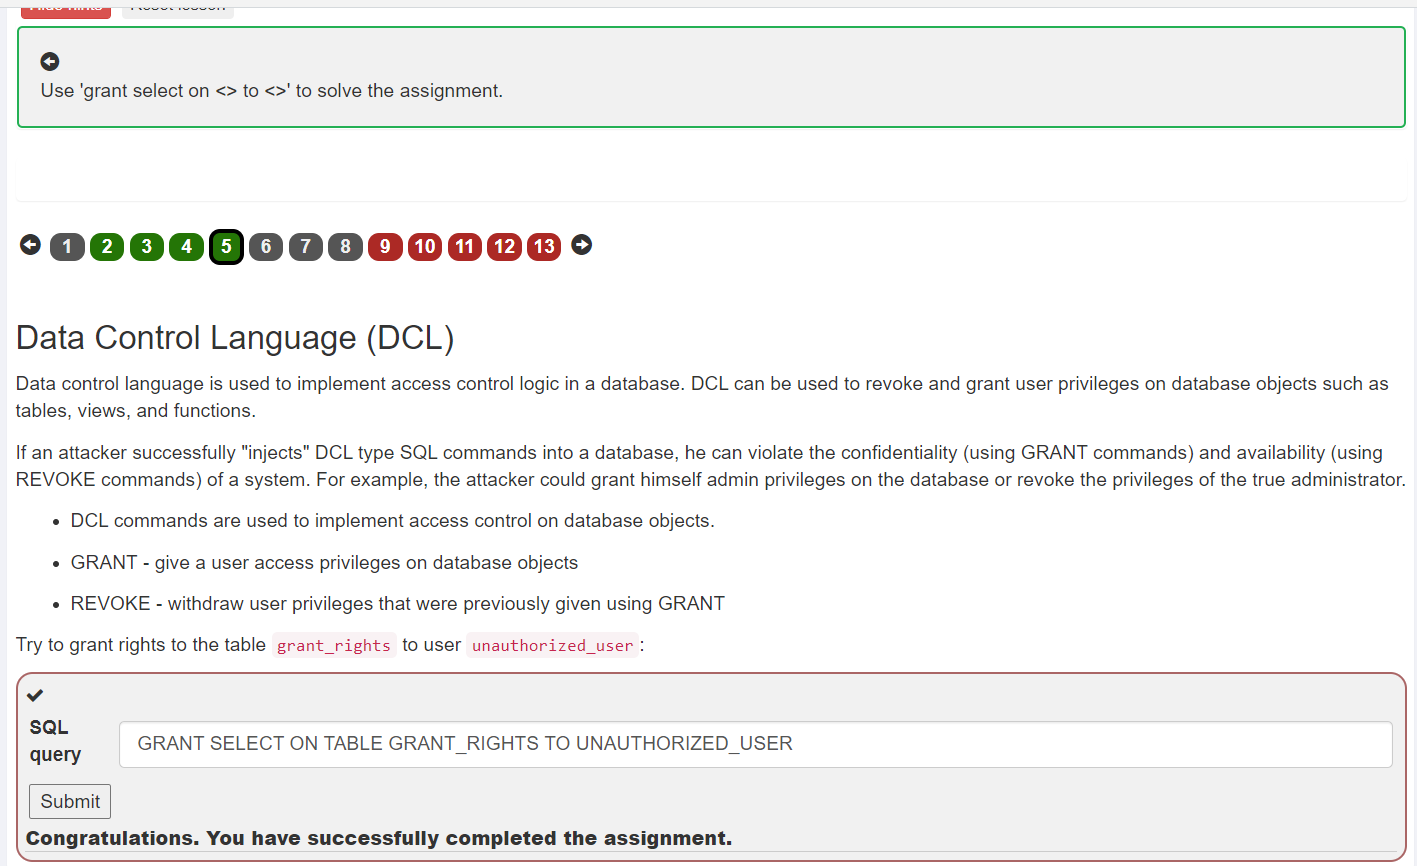 Hide hints Reset lesson
Use 'grant select on <> to <>' to solve the assignment.
1 2 3 4 5 6 7 8 9 10 11 12 13
Data Control Language (DCL)
Data control language is used to implement access control logic in a database. DCL can be used to revoke and grant user privileges on database objects such as
tables, views, and functions.
If an attacker successfully "injects" DCL type SQL commands into a database, he can violate the confidentiality (using GRANT commands) and availability (using
REVOKE commands) of a system. For example, the attacker could grant himself admin privileges on the database or revoke the privileges of the true administrator.
• DCL commands are used to implement access control on database objects.
• GRANT - give a user access privileges on database objects
• REVOKE - withdraw user privileges that were previously given using GRANT
Try to grant rights to the table grant_rights to user unauthorized_user:
SQL
query
GRANT SELECT ON TABLE GRANT_RIGHTS TO UNAUTHORIZED_USER
Submit
Congratulations. You have successfully completed the assignment.